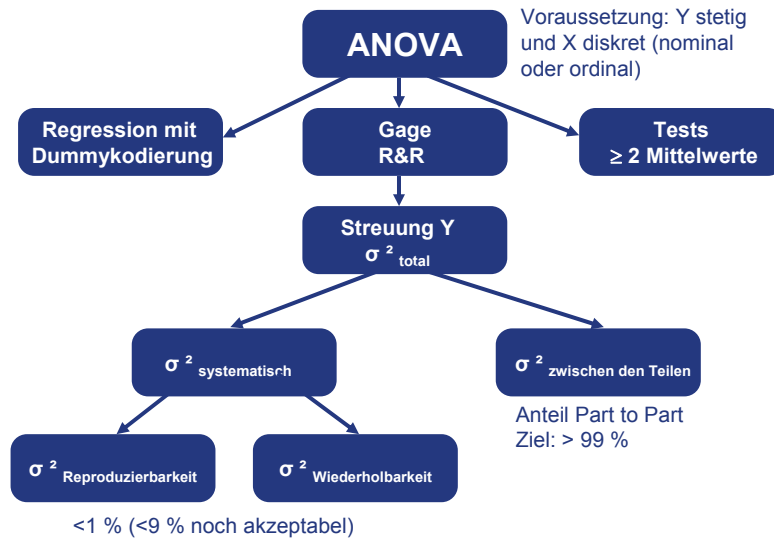 ANOVA
Voraussetzung: Y stetig
und X diskret (nominal
oder ordinal)
Regression mit
Dummykodierung
Gage
R&R
Tests
≥ 2 Mittelwerte
Streuung Y
σ ² total
σ ² systematisch
σ ² zwischen den Teilen
Anteil Part to Part
Ziel: > 99 %
σ ² Reproduzierbarkeit
σ ² Wiederholbarkeit
<1 % (<9 % noch akzeptabel)